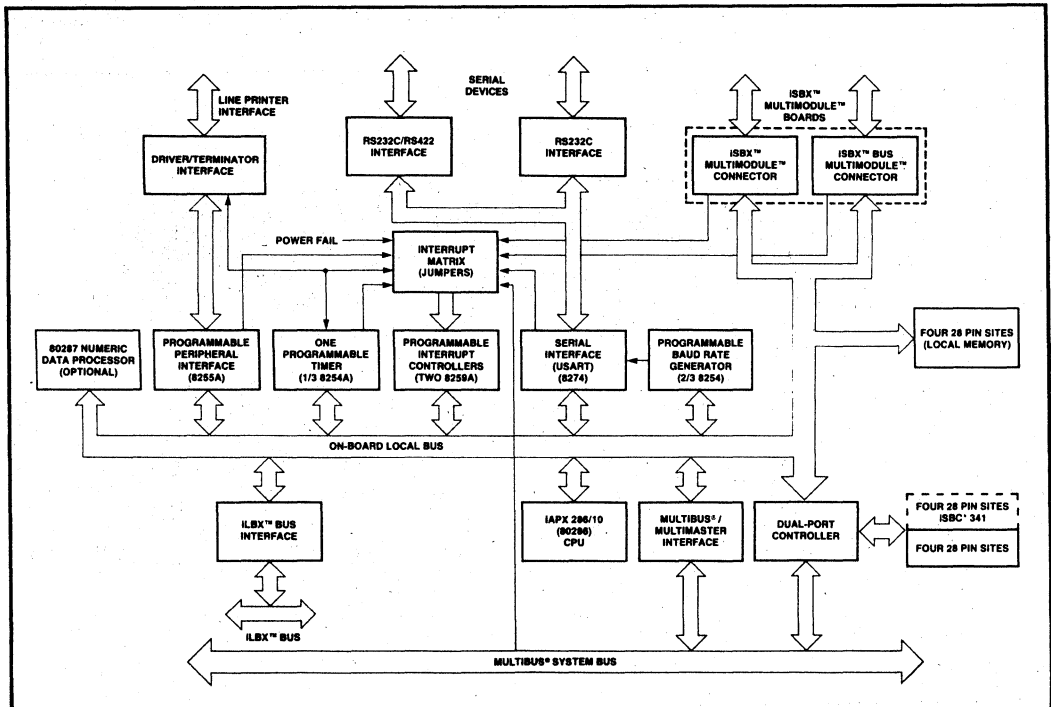 LINE PRINTER
INTERFACE
SERIAL
DEVICES
iSBX™
MULTIMODULE™
BOARDS
DRIVER/TERMINATOR
INTERFACE
RS232C/RS422
INTERFACE
RS232C
INTERFACE
iSBX™
MULTIMODULE™
CONNECTOR
iSBX™ BUS
MULTIMODULE™
CONNECTOR
POWER FAIL
INTERRUPT
MATRIX
(JUMPERS)
80287 NUMERIC
DATA PROCESSOR
(OPTIONAL)
PROGRAMMABLE
PERIPHERAL
INTERFACE
(8255A)
ONE
PROGRAMMABLE
TIMER
(1/3 8254A)
PROGRAMMABLE
INTERRUPT
CONTROLLERS
(TWO 8259A)
SERIAL
INTERFACE
(USART)
(8274)
PROGRAMMABLE
BAUD RATE
GENERATOR
(2/3 8254)
FOUR 28 PIN SITES
(LOCAL MEMORY)
ON-BOARD LOCAL BUS
iLBX™ BUS
INTERFACE
iAPX 286/10
(80286)
CPU
MULTIBUS® /
MULTIMASTER
INTERFACE
DUAL-PORT
CONTROLLER
FOUR 28 PIN SITES
iSBC® 341
FOUR 28 PIN SITES
iLBX™ BUS
MULTIBUS® SYSTEM BUS